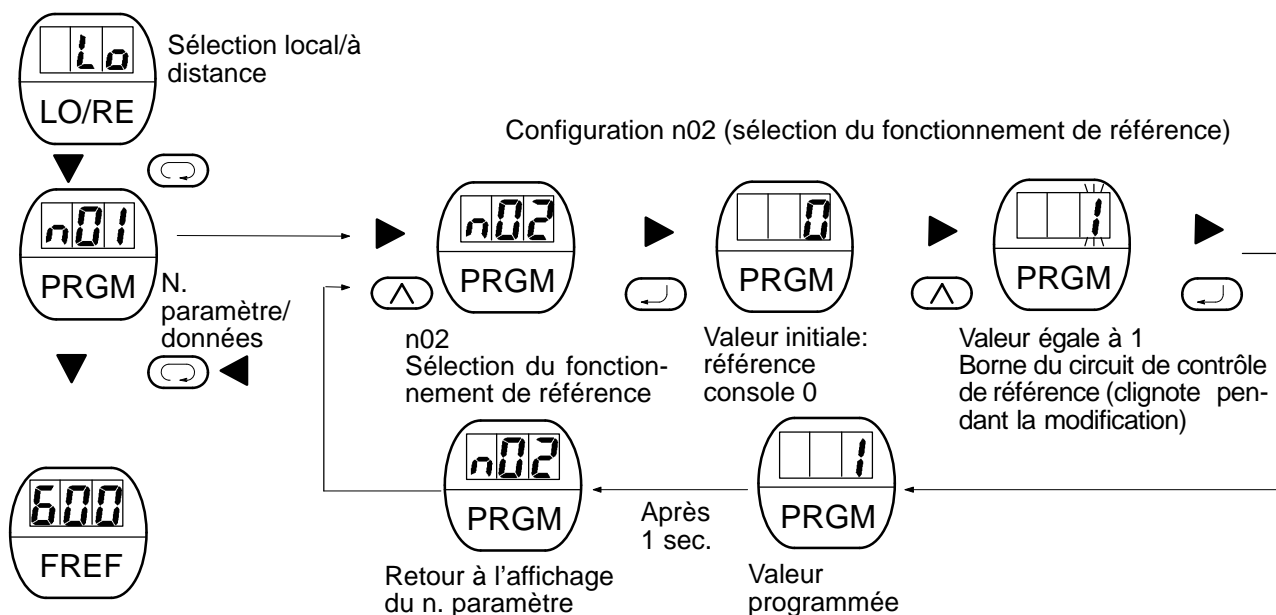 Lo
Sélection local/à
distance
LO/RE
Configuration n02 (sélection du fonctionnement de référence)
n01
PRGM
N.
paramètre/
données
n02
PRGM
n02
Sélection du fonction-
nement de référence
0
PRGM
Valeur initiale:
référence
console 0
1
PRGM
Valeur égale à 1
Borne du circuit de contrôle
de référence (clignote pen-
dant la modification)
600
FREF
n02
PRGM
Retour à l'affichage
du n. paramètre
Après
1 sec.
1
PRGM
Valeur
programmée